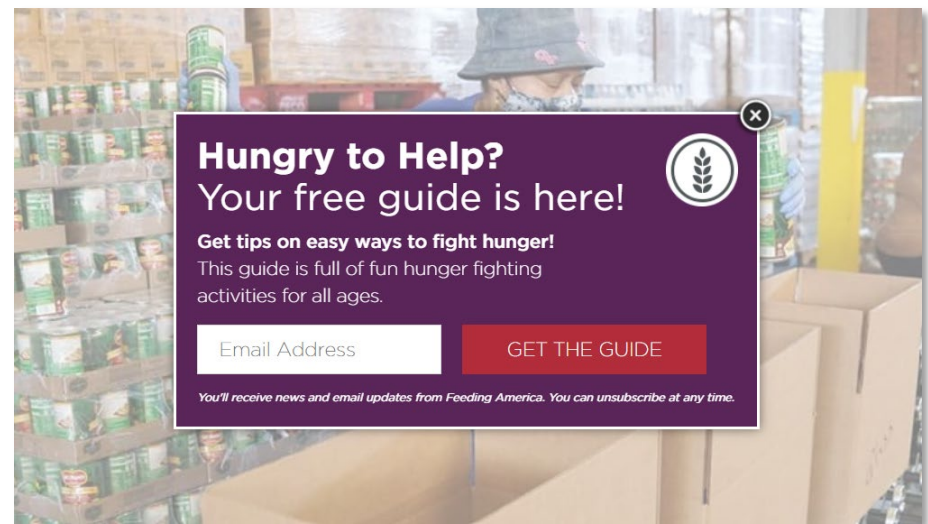 Hungry to Help?
Your free guide is here!
Get tips on easy ways to fight hunger!
This guide is full of fun hunger fighting
activities for all ages.
Email Address
GET THE GUIDE
You'll receive news and email updates from Feeding America. You can unsubscribe at any time.